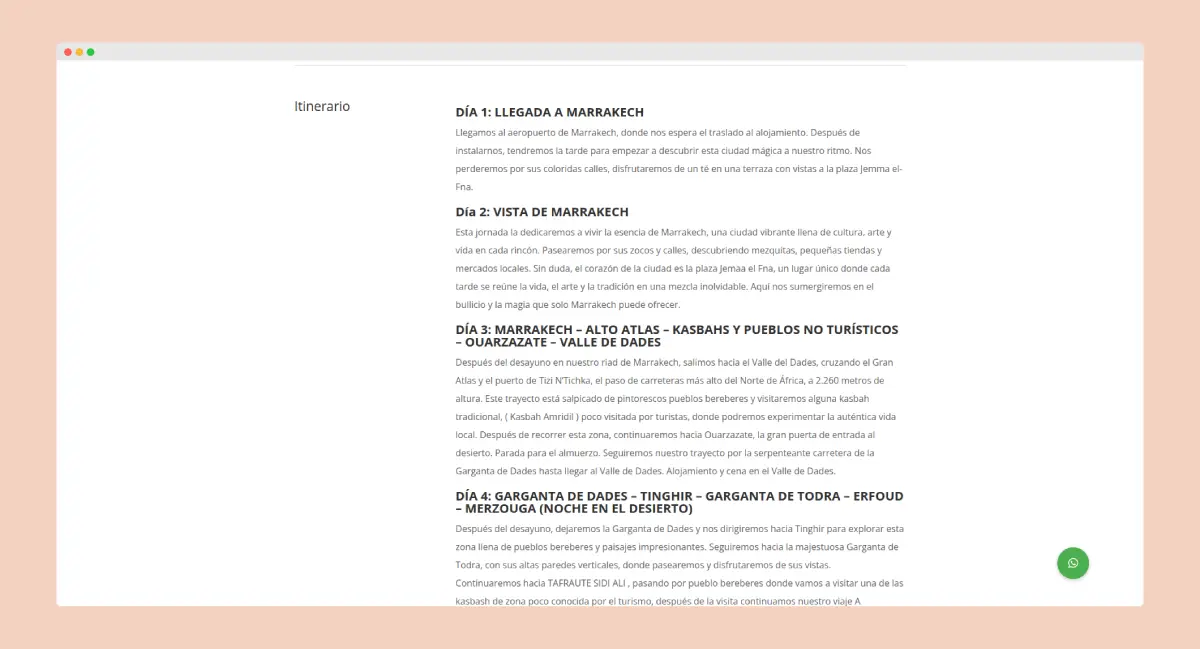 Itinerario
DÍA 1: LLEGADA A MARRAKECH
Llegamos al aeropuerto de Marrakech, donde nos espera el traslado al alojamiento. Después de
instalarnos, tendremos la tarde para empezar a descubrir esta ciudad mágica a nuestro ritmo. Nos
perderemos por sus coloridas calles, disfrutaremos de un té en una terraza con vistas a la plaza Jemma el-
Fna.
Día 2: VISTA DE MARRAKECH
Esta jornada la dedicaremos a vivir la esencia de Marrakech, una ciudad vibrante llena de cultura, arte y
vida en cada rincón. Pasearemos por sus zocos y calles, descubriendo mezquitas, pequeñas tiendas y
mercados locales. Sin duda, el corazón de la ciudad es la plaza Jemaa el Fna, un lugar único donde cada
tarde se reúne la vida, el arte y la tradición en una mezcla inolvidable. Aquí nos sumergiremos en el
bullicio y la magia que solo Marrakech puede ofrecer.
DÍA 3: MARRAKECH – ALTO ATLAS – KASBAHS Y PUEBLOS NO TURÍSTICOS
– OUARZAZATE – VALLE DE DADES
Después del desayuno en nuestro riad de Marrakech, salimos hacia el Valle del Dades, cruzando el Gran
Atlas y el puerto de Tizi N'Tichka, el paso de carreteras más alto del Norte de África, a 2.260 metros de
altura. Este trayecto está salpicado de pintorescos pueblos bereberes y visitaremos alguna kasbah
tradicional, ( Kasbah Amridil ) poco visitada por turistas, donde podremos experimentar la auténtica vida
local. Después de recorrer esta zona, continuaremos hacia Ouarzazate, la gran puerta de entrada al
desierto. Parada para el almuerzo. Seguiremos nuestro trayecto por la serpenteante carretera de la
Garganta de Dades hasta llegar al Valle de Dades. Alojamiento y cena en el Valle de Dades.
DÍA 4: GARGANTA DE DADES – TINGHIR – GARGANTA DE TODRA – ERFOUD
– MERZOUGA (NOCHE EN EL DESIERTO)
Después del desayuno, dejaremos la Garganta de Dades y nos dirigiremos hacia Tinghir para explorar esta
zona llena de pueblos bereberes y paisajes impresionantes. Seguiremos hacia la majestuosa Garganta de
Todra, con sus altas paredes verticales, donde pasearemos y disfrutaremos de sus vistas.
Continuaremos hacia TAFRAUTE SIDI ALI , pasando por pueblo bereberes donde vamos a visitar una de las
kasbash de zona poco conocida por el turismo, después de la visita continuamos nuestro viaje A